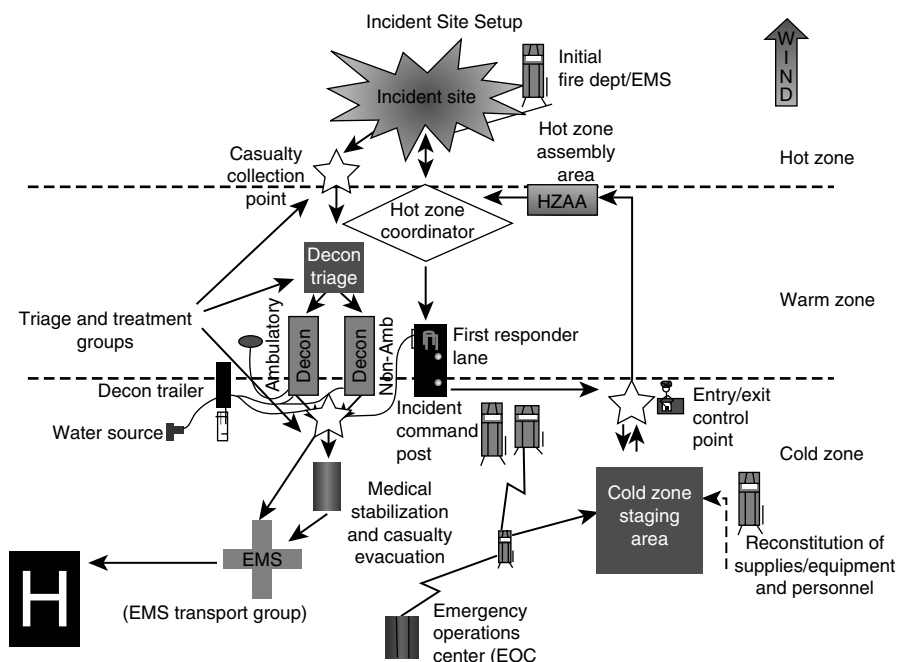 Incident Site Setup
Initial
fire dept/EMS
WIND
Incident site
Hot zone
assembly
area
Hot zone
Casualty
collection
point
HZAA
Hot zone
coordinator
Decon
triage
Warm zone
Triage and treatment
groups
Ambulatory
Decon
Decon
Non-Amb
First responder
lane
Decon trailer
Water source
Incident
command
post
Entry/exit
control
point
Cold zone
Medical
stabilization
and casualty
evacuation
Cold zone
staging
area
Reconstitution of
supplies/equipment
and personnel
EMS
H
(EMS transport group)
Emergency
operations
center (EOC